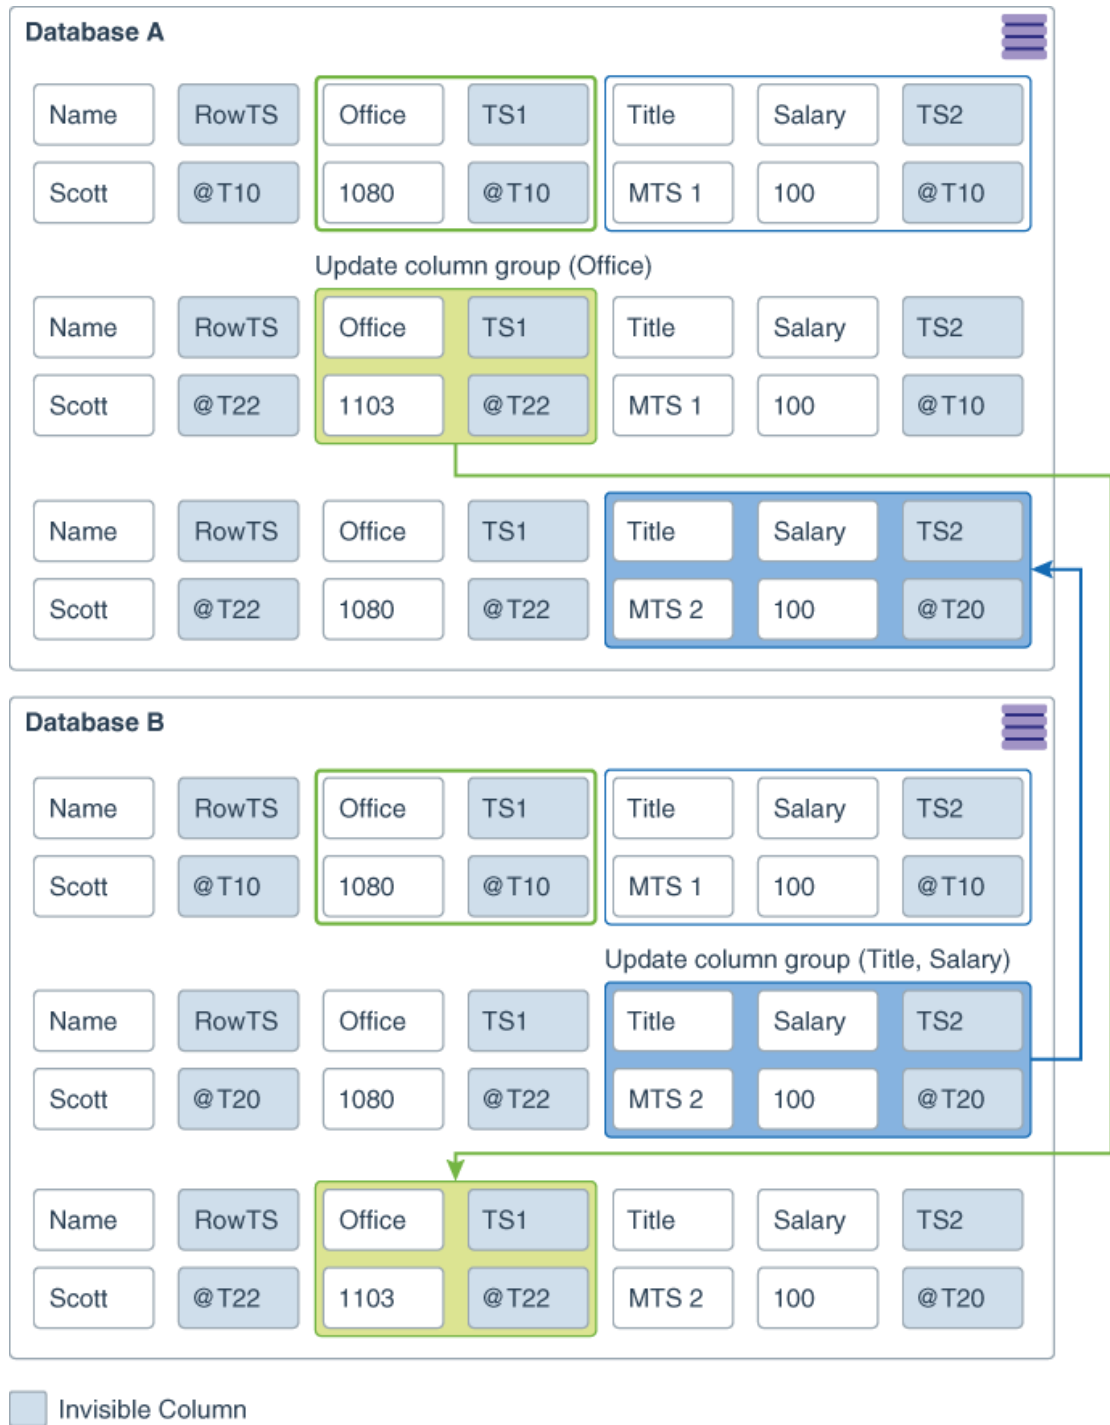 Database A
Name RowTS Office TS1 Title Salary TS2
Scott @T10 1080 @T10 MTS 1 100 @T10
Update column group (Office)
Name RowTS Office TS1 Title Salary TS2
Scott @T22 1103 @T22 MTS 1 100 @T10
Name RowTS Office TS1 Title Salary TS2
Scott @T22 1080 @T22 MTS 2 100 @T20
Database B
Name RowTS Office TS1 Title Salary TS2
Scott @T10 1080 @T10 MTS 1 100 @T10
Update column group (Title, Salary)
Name RowTS Office TS1 Title Salary TS2
Scott @T20 1080 @T22 MTS 2 100 @T20
Name RowTS Office TS1 Title Salary TS2
Scott @T22 1103 @T22 MTS 2 100 @T20
Invisible Column